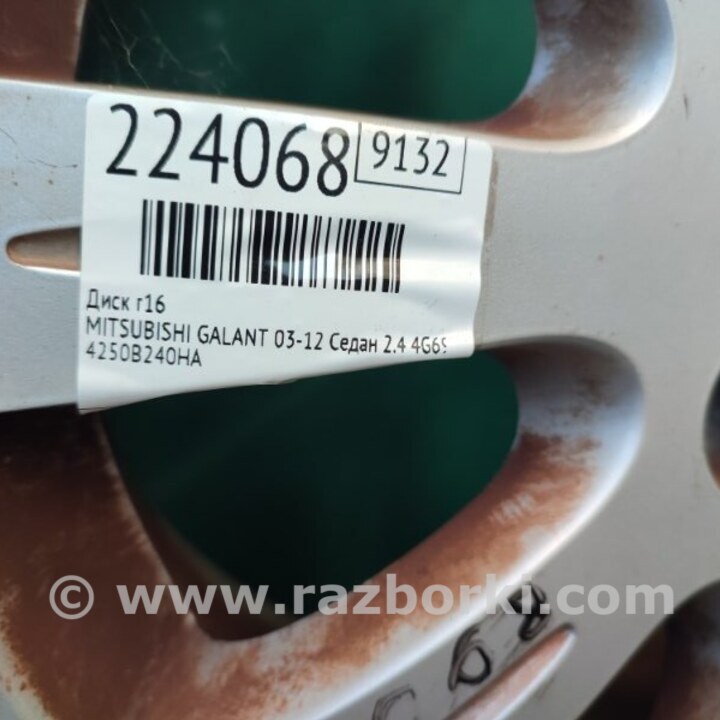 224068 9132
Диск r16
MITSUBISHI GALANT 03-12 Седан 2.4 4G69
4250B240HA
© www.razborki.com